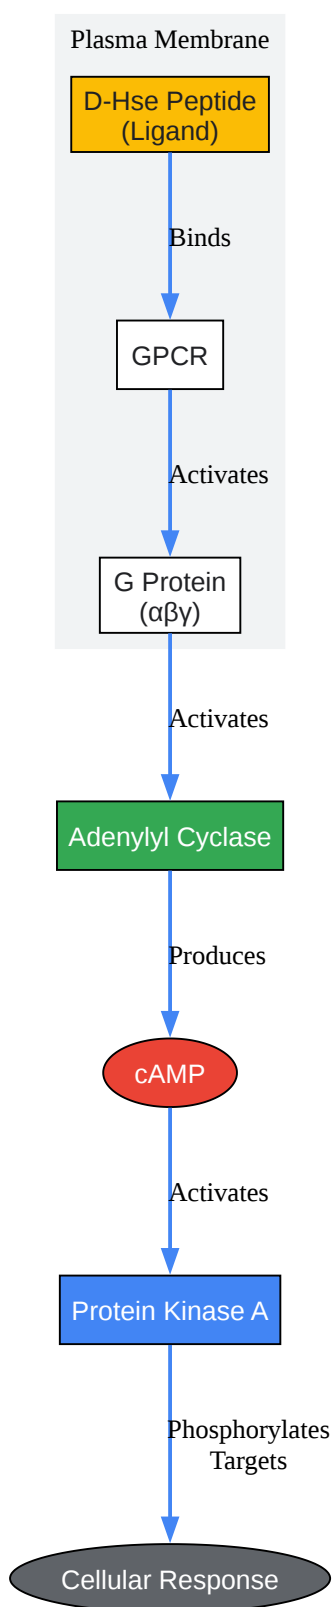 Plasma Membrane
D-Hse Peptide
(Ligand)
Binds
GPCR
Activates
G Protein
(αβγ)
Activates
Adenylyl Cyclase
Produces
cAMP
Activates
Protein Kinase A
Phosphorylates
Targets
Cellular Response